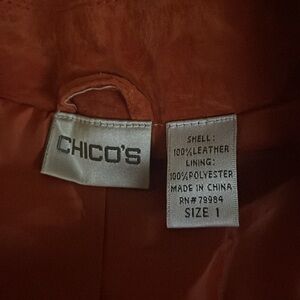 CHICO'S
SHELL:
100%LEATHER
LINING:
100%POLYESTER
MADE IN CHINA
RN#79984
SIZE 1